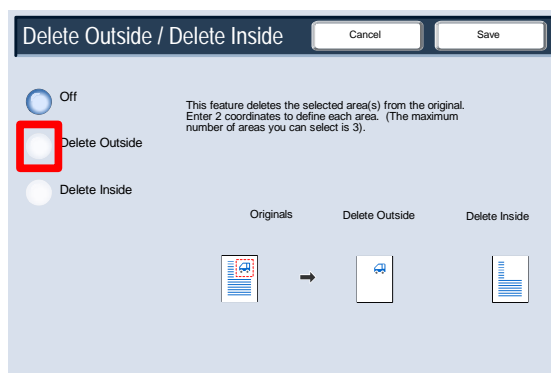 Delete Outside / Delete Inside
Cancel
Save
Off
Delete Outside
Delete Inside
This feature deletes the selected area(s) from the original.
Enter 2 coordinates to define each area. (The maximum
number of areas you can select is 3).
Originals
Delete Outside
Delete Inside